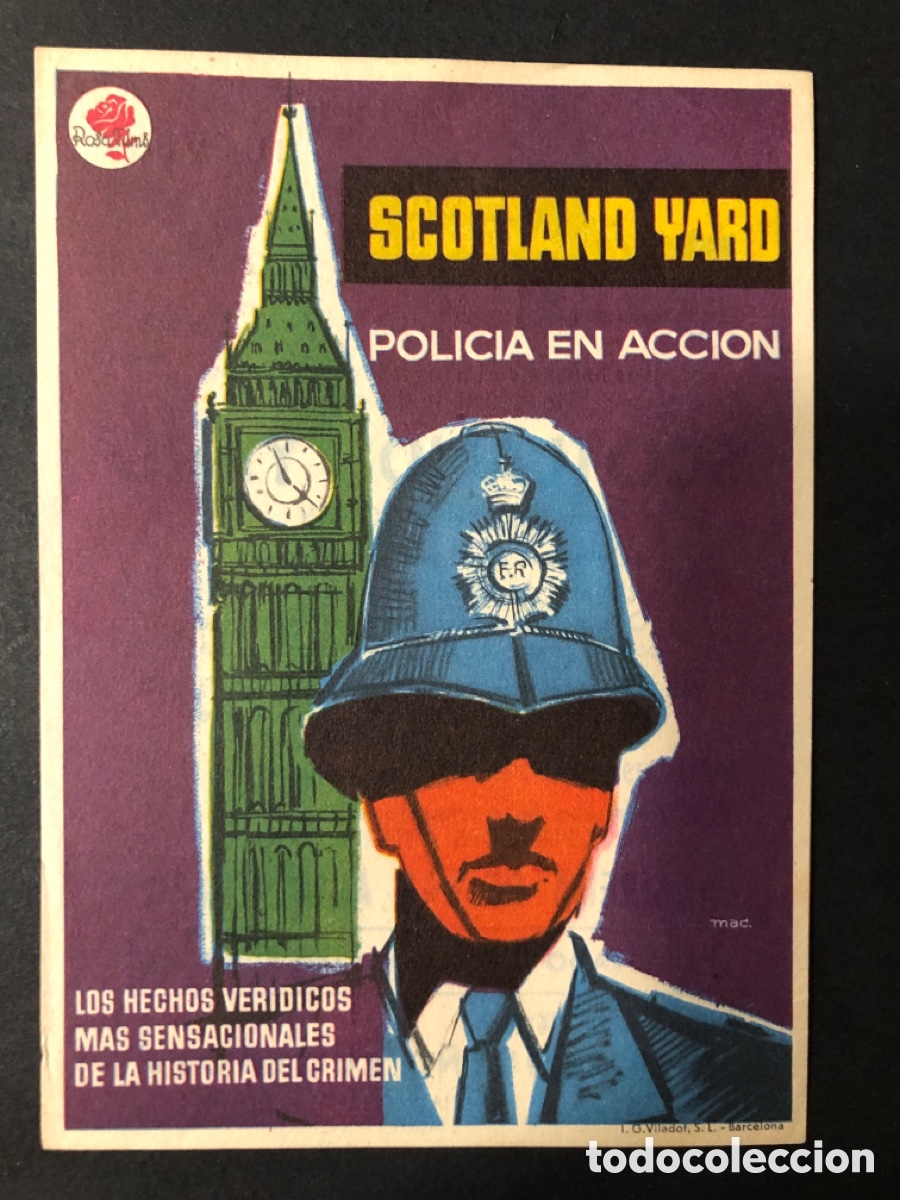 Rosa Films
SCOTLAND YARD
POLICIA EN ACCION
E.R
mac.
LOS HECHOS VERIDICOS
MAS SENSACIONALES
DE LA HISTORIA DEL CRIMEN
I. G. Viladot, S. L. - Barcelona
todocoleccion